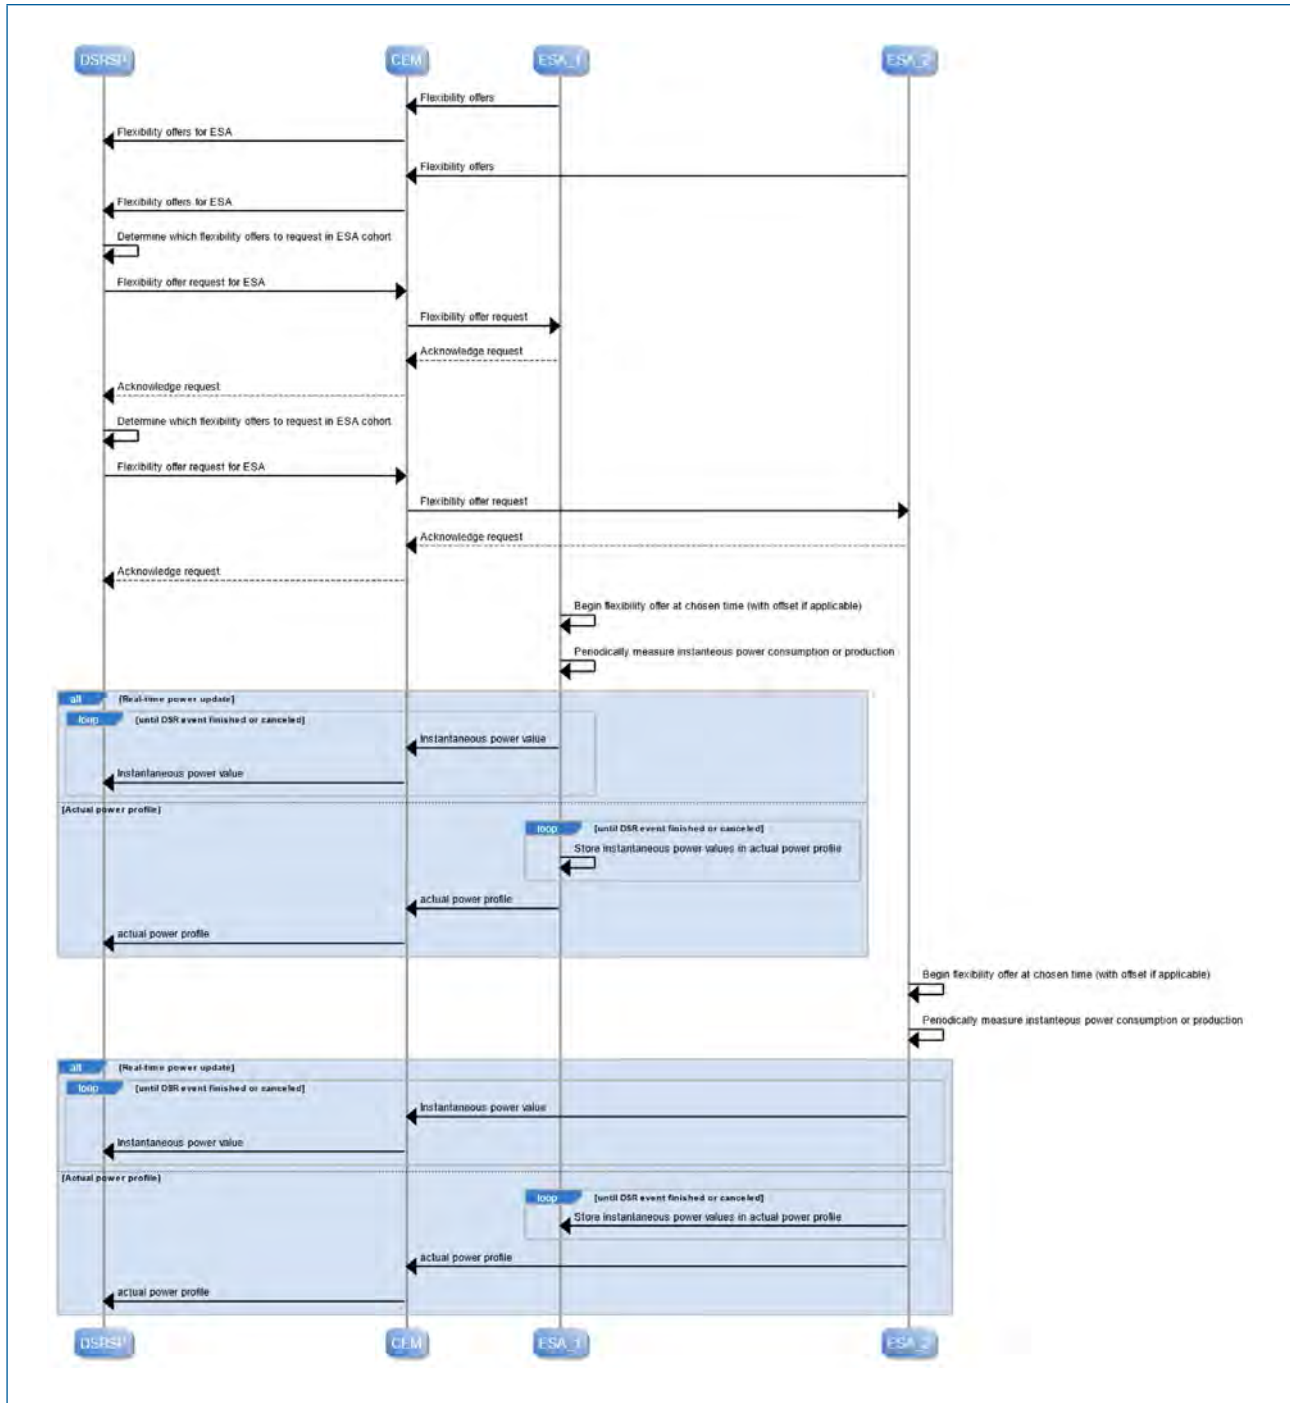 DSRSP CEM ESA_1 ESA_2
Flexibility offers
Flexibility offers for ESA
Flexibility offers
Flexibility offers for ESA
Determine which flexibility offers to request in ESA cohort
Flexibility offer request for ESA
Flexibility offer request
Acknowledge request
Acknowledge request
Determine which flexibility offers to request in ESA cohort
Flexibility offer request for ESA
Flexibility offer request
Acknowledge request
Acknowledge request
Begin flexibility offer at chosen time (with offset if applicable)
Periodically measure instanteous power consumption or production
alt [Real-time power update]
loop [until DSR event finished or canceled]
Instantaneous power value
Instantaneous power value
[Actual power profile]
loop [until DSR event finished or canceled]
Store instantaneous power values in actual power profile
actual power profile
actual power profile
Begin flexibility offer at chosen time (with offset if applicable)
Periodically measure instanteous power consumption or production
alt [Real-time power update]
loop [until DSR event finished or canceled]
Instantaneous power value
Instantaneous power value
[Actual power profile]
loop [until DSR event finished or canceled]
Store instantaneous power values in actual power profile
actual power profile
actual power profile
DSRSP CEM ESA_1 ESA_2